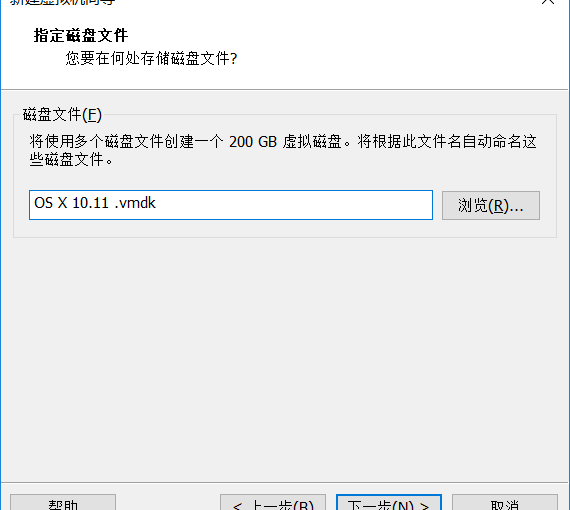 新建虚拟机向导
指定磁盘文件
您要在何处存储磁盘文件?
磁盘文件(F)
将使用多个磁盘文件创建一个 200 GB 虚拟磁盘。将根据此文件名自动命名这
些磁盘文件。
OS X 10.11 .vmdk
浏览(R)...
帮助
< 上一步(B)
下一步(N) >
取消